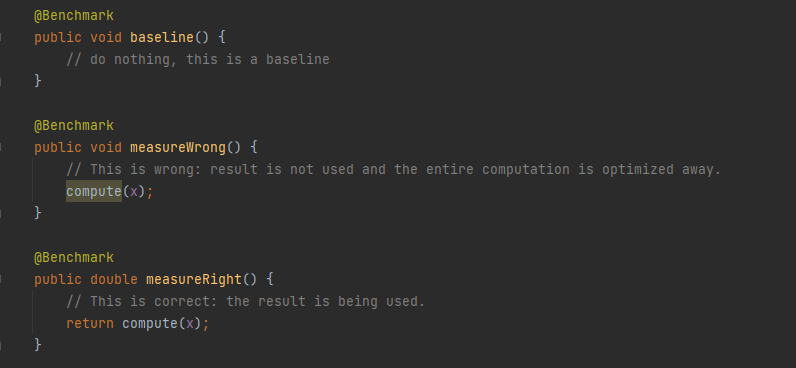 @Benchmark
public void baseline() {
// do nothing, this is a baseline
}
@Benchmark
public void measureWrong() {
// This is wrong: result is not used and the entire computation is optimized away.
compute(x);
}
@Benchmark
public double measureRight() {
// This is correct: the result is being used.
return compute(x);
}